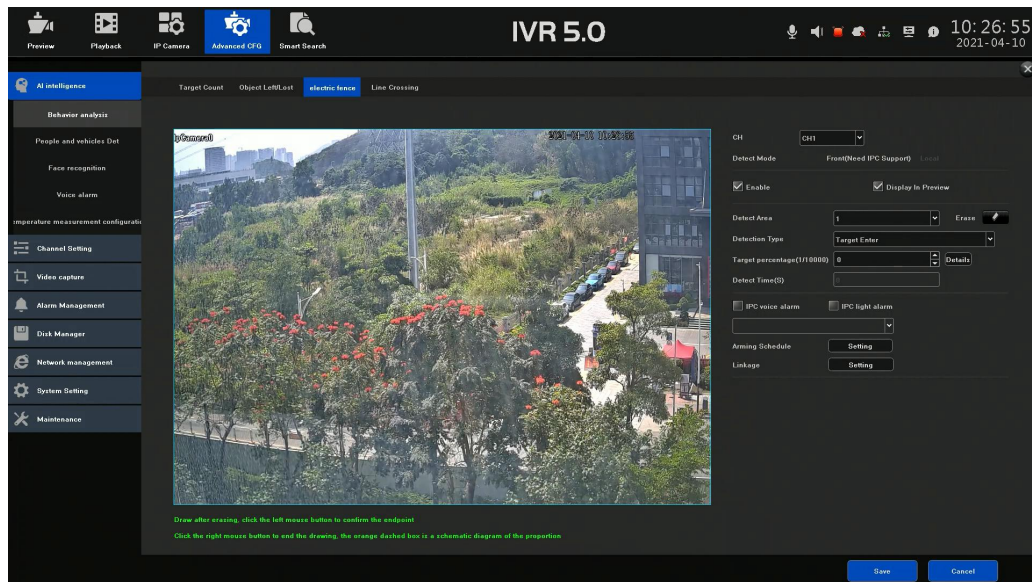 IVR 5.0
10:26:55
2021-04-10
Preview
Playback
IP Camera
Advanced CFG
Smart Search
AI intelligence
Behavior analysis
People and vehicles Det
Face recognition
Voice alarm
emperature measurement configuratio
Channel Setting
Video capture
Alarm Management
Disk Manager
Network management
System Setting
Maintenance
Target Count Object Left/Lost electric fence Line Crossing
IpCamera0
2021-04-10 10:26:53
CH CH1
Detect Mode Front(Need IPC Support) Local
Enable Display In Preview
Detect Area 1 Erase
Detection Type Target Enter
Target percentage(1/10000) 0 Details
Detect Time(S) 0
IPC voice alarm IPC light alarm
Arming Schedule Setting
Linkage Setting
Draw after erasing, click the left mouse button to confirm the endpoint
Click the right mouse button to end the drawing, the orange dashed box is a schematic diagram of the proportion
Save Cancel